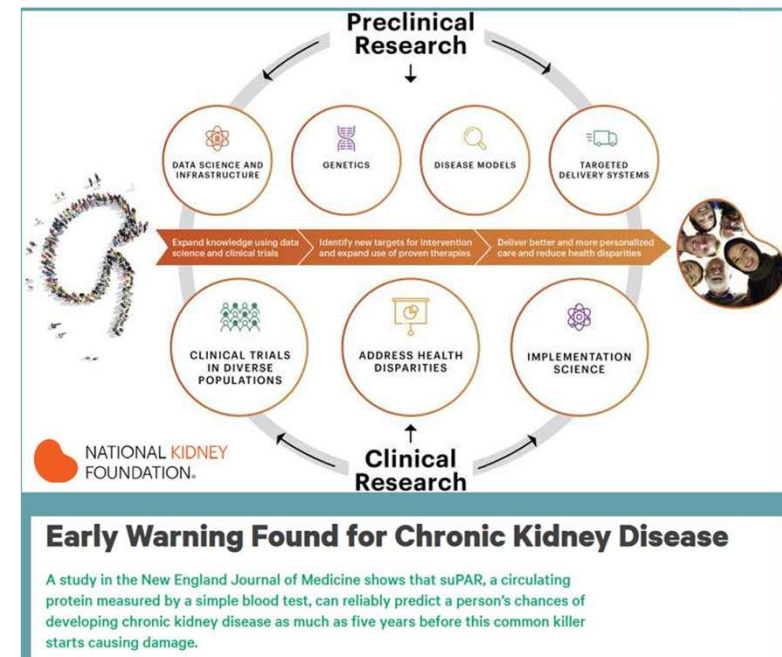 Preclinical
Research
DATA SCIENCE AND
INFRASTRUCTURE
GENETICS
DISEASE MODELS
TARGETED
DELIVERY SYSTEMS
Expand knowledge using data
science and clinical trials
Identify new targets for intervention
and expand use of proven therapies
Deliver better and more personalized
care and reduce health disparities
CLINICAL TRIALS
IN DIVERSE
POPULATIONS
ADDRESS HEALTH
DISPARITIES
IMPLEMENTATION
SCIENCE
Clinical
Research
NATIONAL KIDNEY
FOUNDATION®
Early Warning Found for Chronic Kidney Disease
A study in the New England Journal of Medicine shows that suPAR, a circulating
protein measured by a simple blood test, can reliably predict a person's chances of
developing chronic kidney disease as much as five years before this common killer
starts causing damage.